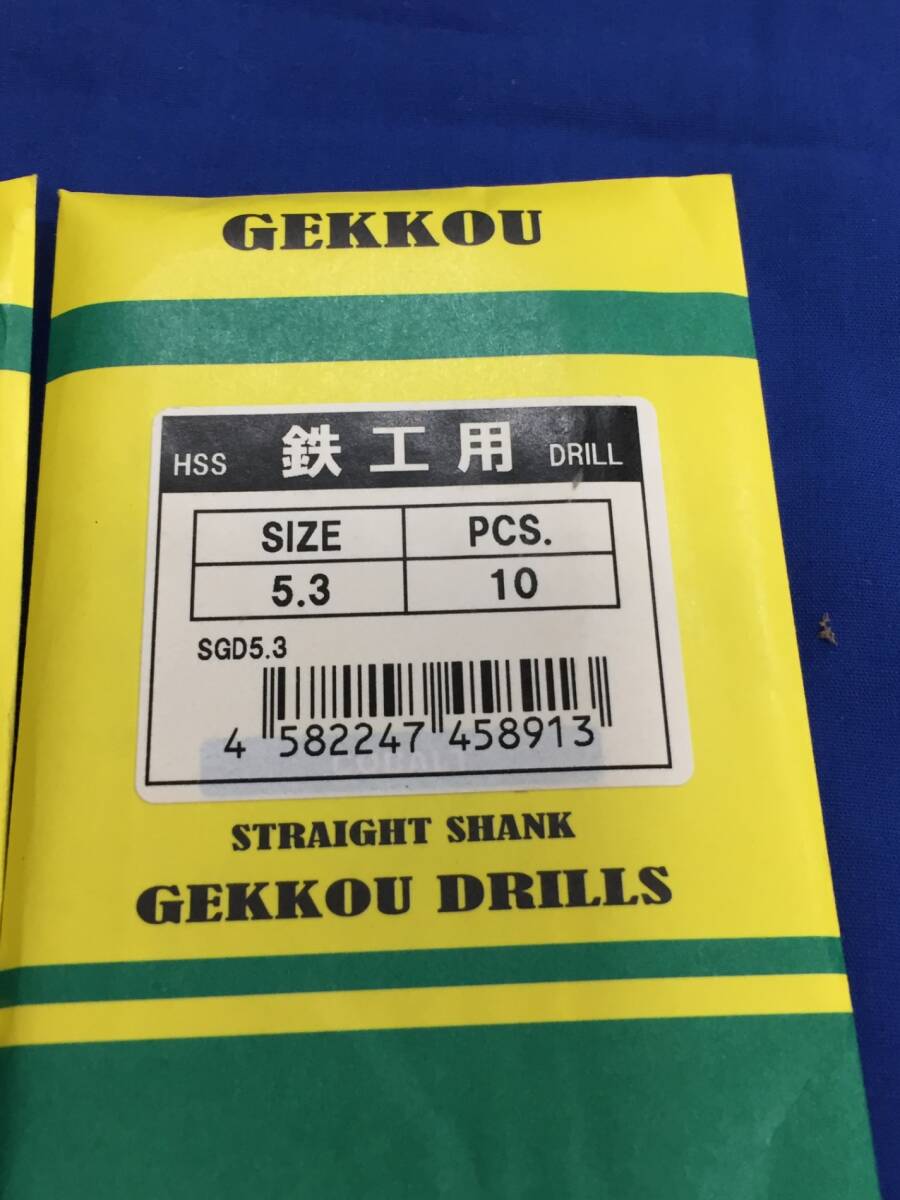 GEKKOU
HSS 鉄工用 DRILL
SIZE PCS.
5.3 10
SGD5.3
4 582247 458913
STRAIGHT SHANK
GEKKOU DRILLS